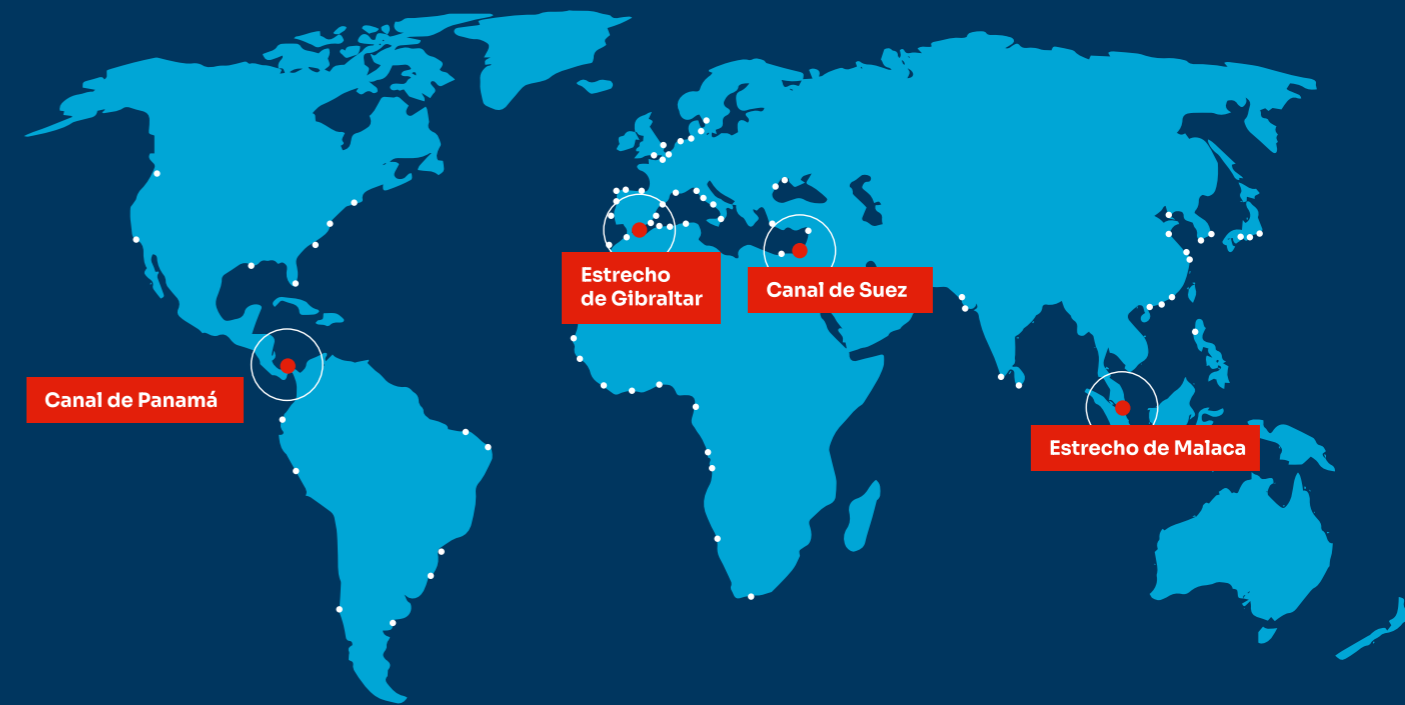 Estrecho
de Gibraltar
Canal de Suez
Canal de Panamá
Estrecho de Malaca